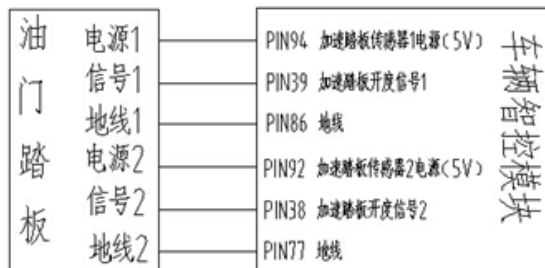 油门踏板
电源1
信号1
地线1
电源2
信号2
地线2
PIN94 加速踏板传感器1电源(5V)
PIN39 加速踏板开度信号1
PIN86 地线
PIN92 加速踏板传感器2电源(5V)
PIN38 加速踏板开度信号2
PIN77 地线
车辆智控模块